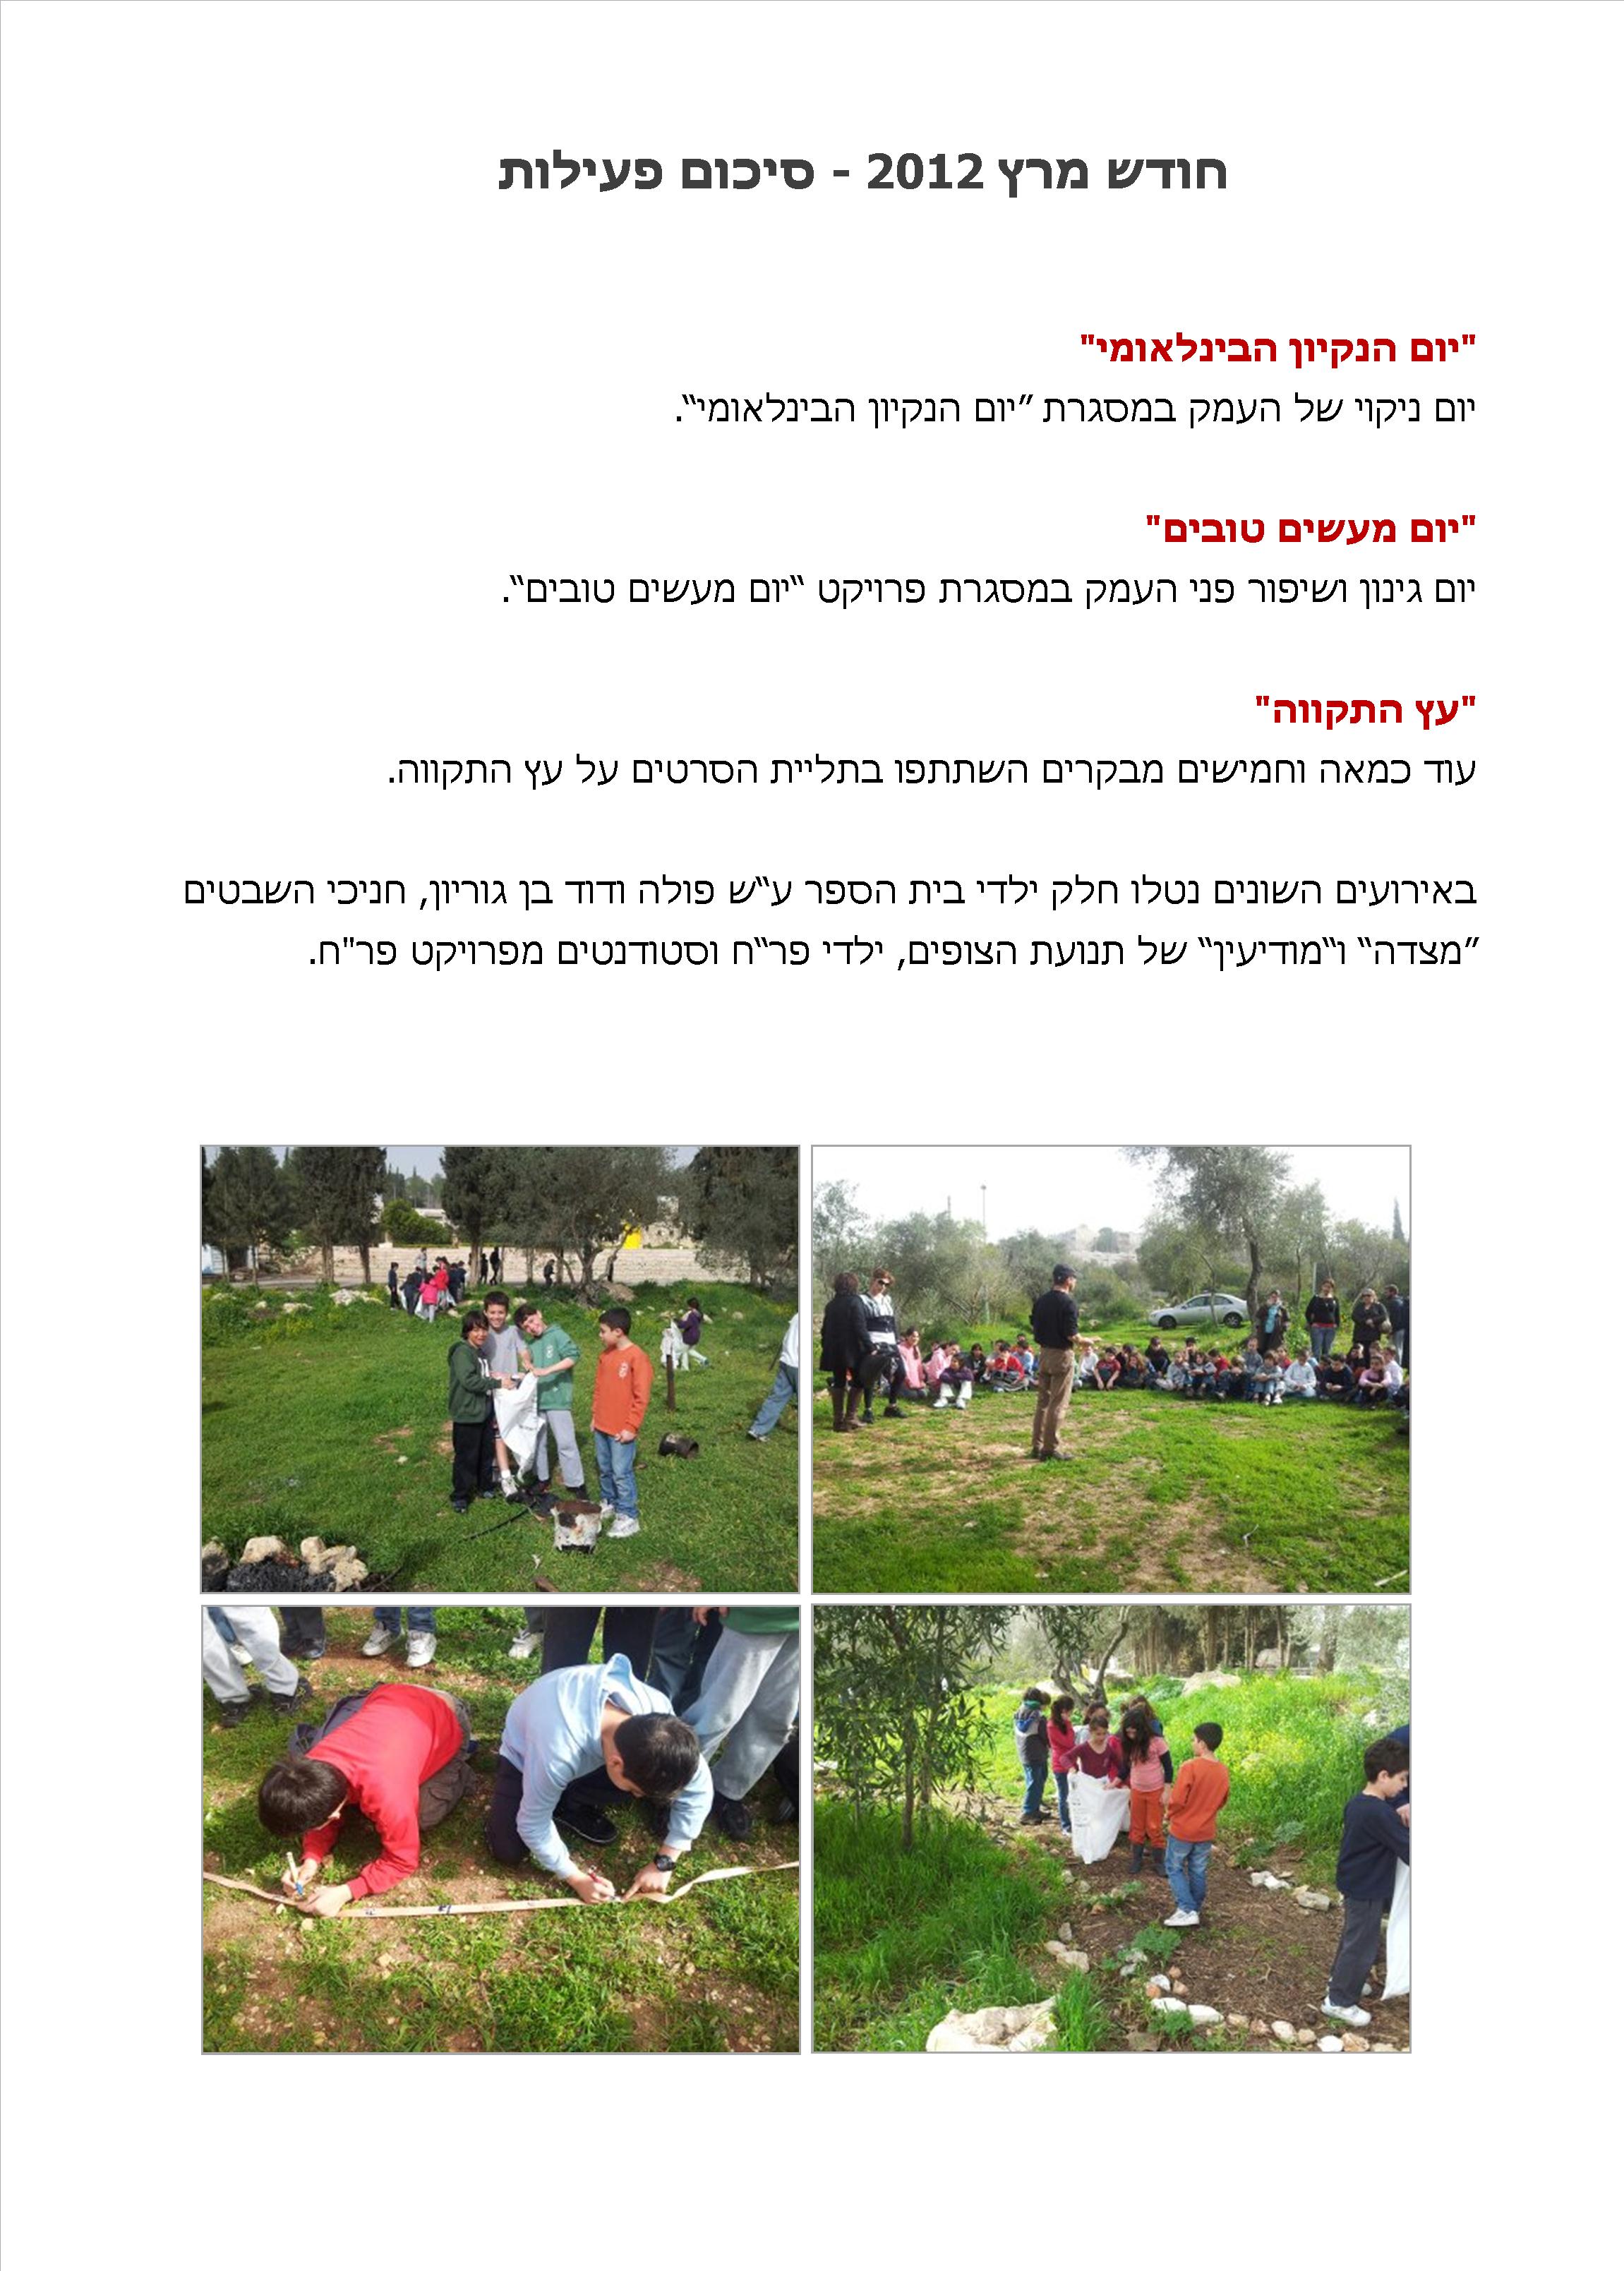 חודש מרץ 2012 - סיכום פעילות
"יום הנקיון הבינלאומי"
יום ניקוי של העמק במסגרת ”יום הנקיון הבינלאומי“.
"יום מעשים טובים"
יום גינון ושיפור פני העמק במסגרת פרויקט “יום מעשים טובים“.
"עץ התקווה"
עוד כמאה וחמישים מבקרים השתתפו בתליית הסרטים על עץ התקווה.
באירועים השונים נטלו חלק ילדי בית הספר ע“ש פולה ודוד בן גוריון, חניכי השבטים
”מצדה“ ו“מודיעין“ של תנועת הצופים, ילדי פר“ח וסטודנטים מפרויקט פר"ח.